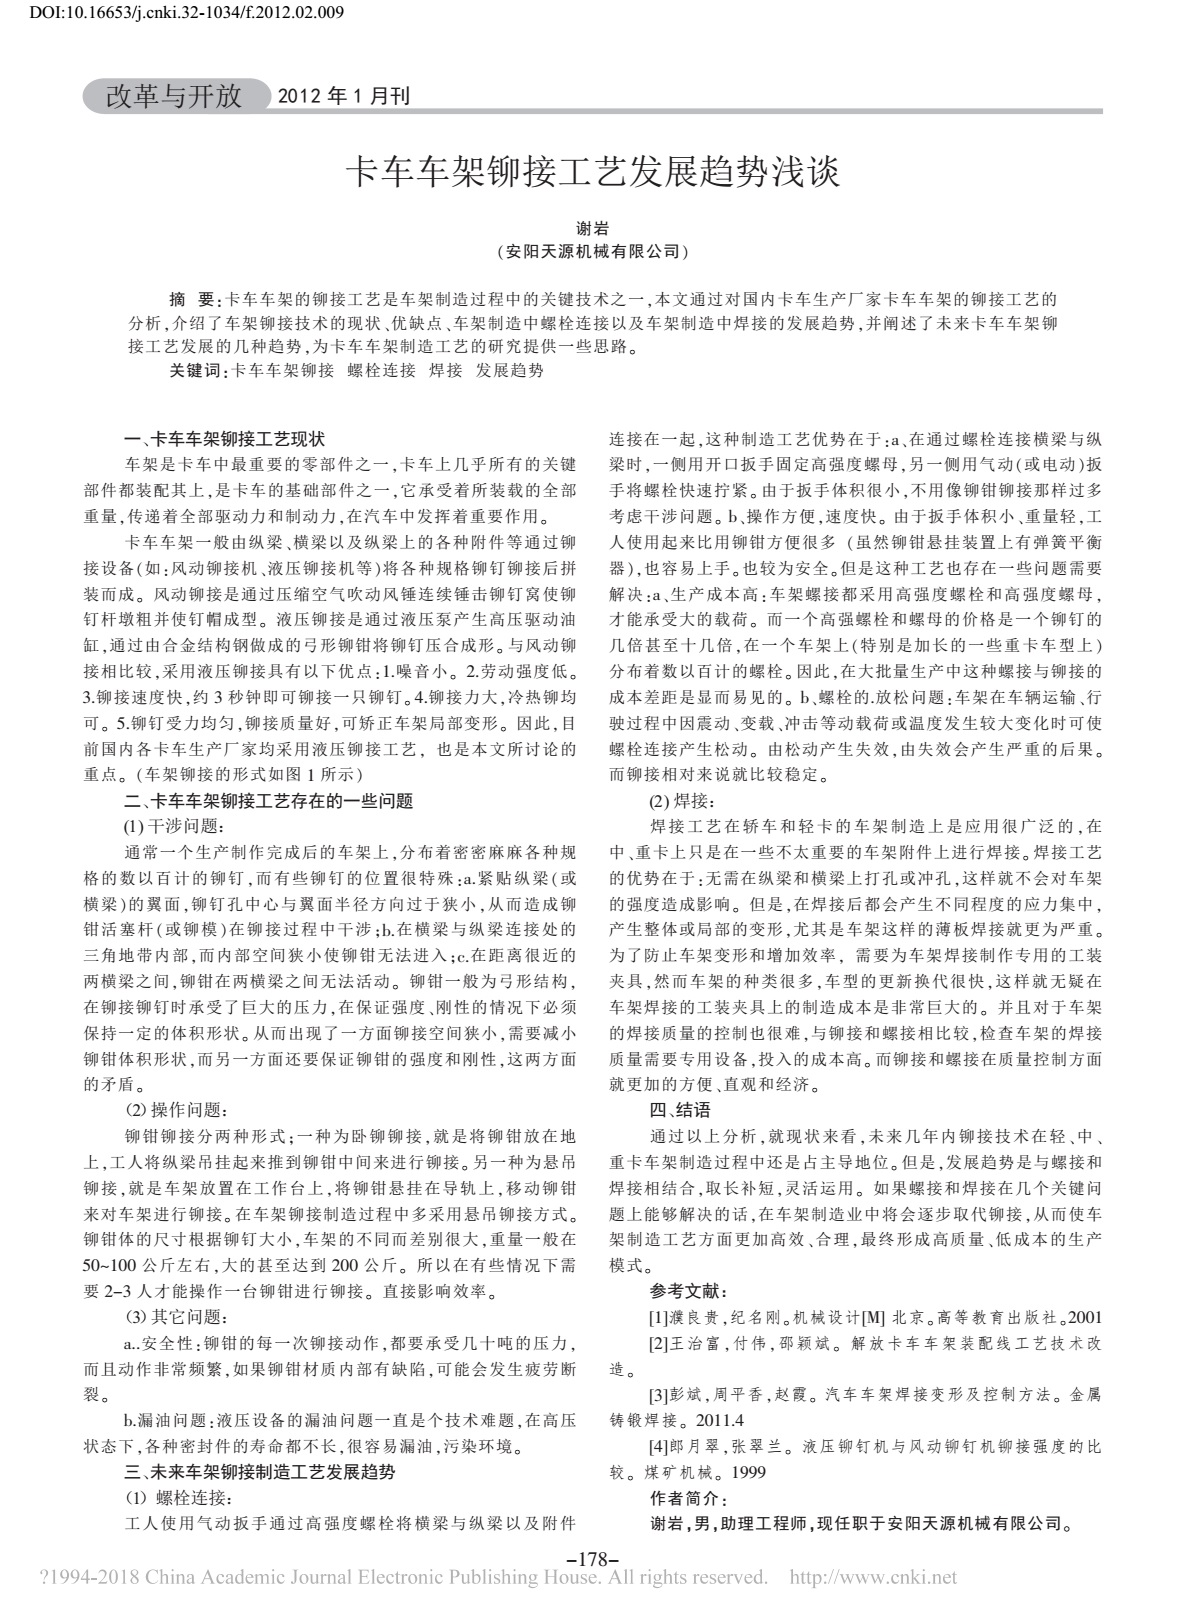 DOI:10.16653/j.cnki.32-1034/f.2012.02.009
改革与开放 2012 年 1 月刊
卡车车架铆接工艺发展趋势浅谈
谢岩
(安阳天源机械有限公司)
摘 要:卡车车架的铆接工艺是车架制造过程中的关键技术之一,本文通过对国内卡车生产厂家卡车车架的铆接工艺的
分析,介绍了车架铆接技术的现状、优缺点、车架制造中螺栓连接以及车架制造中焊接的发展趋势,并阐述了未来卡车车架铆
接工艺发展的几种趋势,为卡车车架制造工艺的研究提供一些思路。
关键词:卡车车架铆接 螺栓连接 焊接 发展趋势
一、卡车车架铆接工艺现状
车架是卡车中最重要的零部件之一,卡车上几乎所有的关键
部件都装配其上,是卡车的基础部件之一,它承受着所装载的全部
重量,传递着全部驱动力和制动力,在汽车中发挥着重要作用。
卡车车架一般由纵梁、横梁以及纵梁上的各种附件等通过铆
接设备(如:风动铆接机、液压铆接机等)将各种规格铆钉铆接后拼
装而成。风动铆接是通过压缩空气吹动风锤连续锤击铆钉窝使铆
钉杆墩粗并使钉帽成型。液压铆接是通过液压泵产生高压驱动油
缸,通过由合金结构钢做成的弓形铆钳将铆钉压合成形。与风动铆
接相比较,采用液压铆接具有以下优点:1.噪音小。2.劳动强度低。
3.铆接速度快,约 3 秒钟即可铆接一只铆钉。4.铆接力大,冷热铆均
可。5.铆钉受力均匀,铆接质量好,可矫正车架局部变形。因此,目
前国内各卡车生产厂家均采用液压铆接工艺，也是本文所讨论的
重点。(车架铆接的形式如图 1 所示)
二、卡车车架铆接工艺存在的一些问题
(1)干涉问题:
通常一个生产制作完成后的车架上,分布着密密麻麻各种规
格的数以百计的铆钉,而有些铆钉的位置很特殊:a.紧贴纵梁(或
横梁)的翼面,铆钉孔中心与翼面半径方向过于狭小,从而造成铆
钳活塞杆(或铆模)在铆接过程中干涉;b.在横梁与纵梁连接处的
三角地带内部,而内部空间狭小使铆钳无法进入;c.在距离很近的
两横梁之间,铆钳在两横梁之间无法活动。铆钳一般为弓形结构,
在铆接铆钉时承受了巨大的压力,在保证强度、刚性的情况下必须
保持一定的体积形状。从而出现了一方面铆接空间狭小,需要减小
铆钳体积形状,而另一方面还要保证铆钳的强度和刚性,这两方面
的矛盾。
(2)操作问题:
铆钳铆接分两种形式;一种为卧铆铆接,就是将铆钳放在地
上,工人将纵梁吊挂起来推到铆钳中间来进行铆接。另一种为悬吊
铆接,就是车架放置在工作台上,将铆钳悬挂在导轨上,移动铆钳
来对车架进行铆接。在车架铆接制造过程中多采用悬吊铆接方式。
铆钳体的尺寸根据铆钉大小,车架的不同而差别很大,重量一般在
50~100 公斤左右,大的甚至达到 200 公斤。所以在有些情况下需
要 2-3 人才能操作一台铆钳进行铆接。直接影响效率。
(3)其它问题:
a..安全性:铆钳的每一次铆接动作,都要承受几十吨的压力,
而且动作非常频繁,如果铆钳材质内部有缺陷,可能会发生疲劳断
裂。
b.漏油问题:液压设备的漏油问题一直是个技术难题,在高压
状态下,各种密封件的寿命都不长,很容易漏油,污染环境。
三、未来车架铆接制造工艺发展趋势
(1) 螺栓连接:
工人使用气动扳手通过高强度螺栓将横梁与纵梁以及附件
连接在一起,这种制造工艺优势在于:a、在通过螺栓连接横梁与纵
梁时,一侧用开口扳手固定高强度螺母,另一侧用气动(或电动)扳
手将螺栓快速拧紧。由于扳手体积很小,不用像铆钳铆接那样过多
考虑干涉问题。b、操作方便,速度快。由于扳手体积小、重量轻,工
人使用起来比用铆钳方便很多 (虽然铆钳悬挂装置上有弹簧平衡
器),也容易上手。也较为安全。但是这种工艺也存在一些问题需要
解决:a、生产成本高:车架螺接都采用高强度螺栓和高强度螺母,
才能承受大的载荷。而一个高强螺栓和螺母的价格是一个铆钉的
几倍甚至十几倍,在一个车架上(特别是加长的一些重卡车型上)
分布着数以百计的螺栓。因此,在大批量生产中这种螺接与铆接的
成本差距是显而易见的。b、螺栓的.放松问题:车架在车辆运输、行
驶过程中因震动、变载、冲击等动载荷或温度发生较大变化时可使
螺栓连接产生松动。由松动产生失效,由失效会产生严重的后果。
而铆接相对来说就比较稳定。
(2)焊接:
焊接工艺在轿车和轻卡的车架制造上是应用很广泛的,在
中、重卡上只是在一些不太重要的车架附件上进行焊接。焊接工艺
的优势在于:无需在纵梁和横梁上打孔或冲孔,这样就不会对车架
的强度造成影响。但是,在焊接后都会产生不同程度的应力集中,
产生整体或局部的变形,尤其是车架这样的薄板焊接就更为严重。
为了防止车架变形和增加效率，需要为车架焊接制作专用的工装
夹具,然而车架的种类很多,车型的更新换代很快,这样就无疑在
车架焊接的工装夹具上的制造成本是非常巨大的。并且对于车架
的焊接质量的控制也很难,与铆接和螺接相比较,检查车架的焊接
质量需要专用设备,投入的成本高。而铆接和螺接在质量控制方面
就更加的方便、直观和经济。
四、结语
通过以上分析,就现状来看,未来几年内铆接技术在轻、中、
重卡车架制造过程中还是占主导地位。但是,发展趋势是与螺接和
焊接相结合,取长补短,灵活运用。如果螺接和焊接在几个关键问
题上能够解决的话,在车架制造业中将会逐步取代铆接,从而使车
架制造工艺方面更加高效、合理,最终形成高质量、低成本的生产
模式。
参考文献:
[1]濮良贵,纪名刚。机械设计[M] 北京。高等教育出版社。2001
[2]王治富,付伟,邵颖斌。解放卡车车架装配线工艺技术改
造。
[3]彭斌,周平香,赵霞。汽车车架焊接变形及控制方法。金属
铸锻焊接。2011.4
[4]郎月翠,张翠兰。液压铆钉机与风动铆钉机铆接强度的比
较。煤矿机械。1999
作者简介:
谢岩,男,助理工程师,现任职于安阳天源机械有限公司。
-178-
?1994-2018 China Academic Journal Electronic Publishing House. All rights reserved. http://www.cnki.net